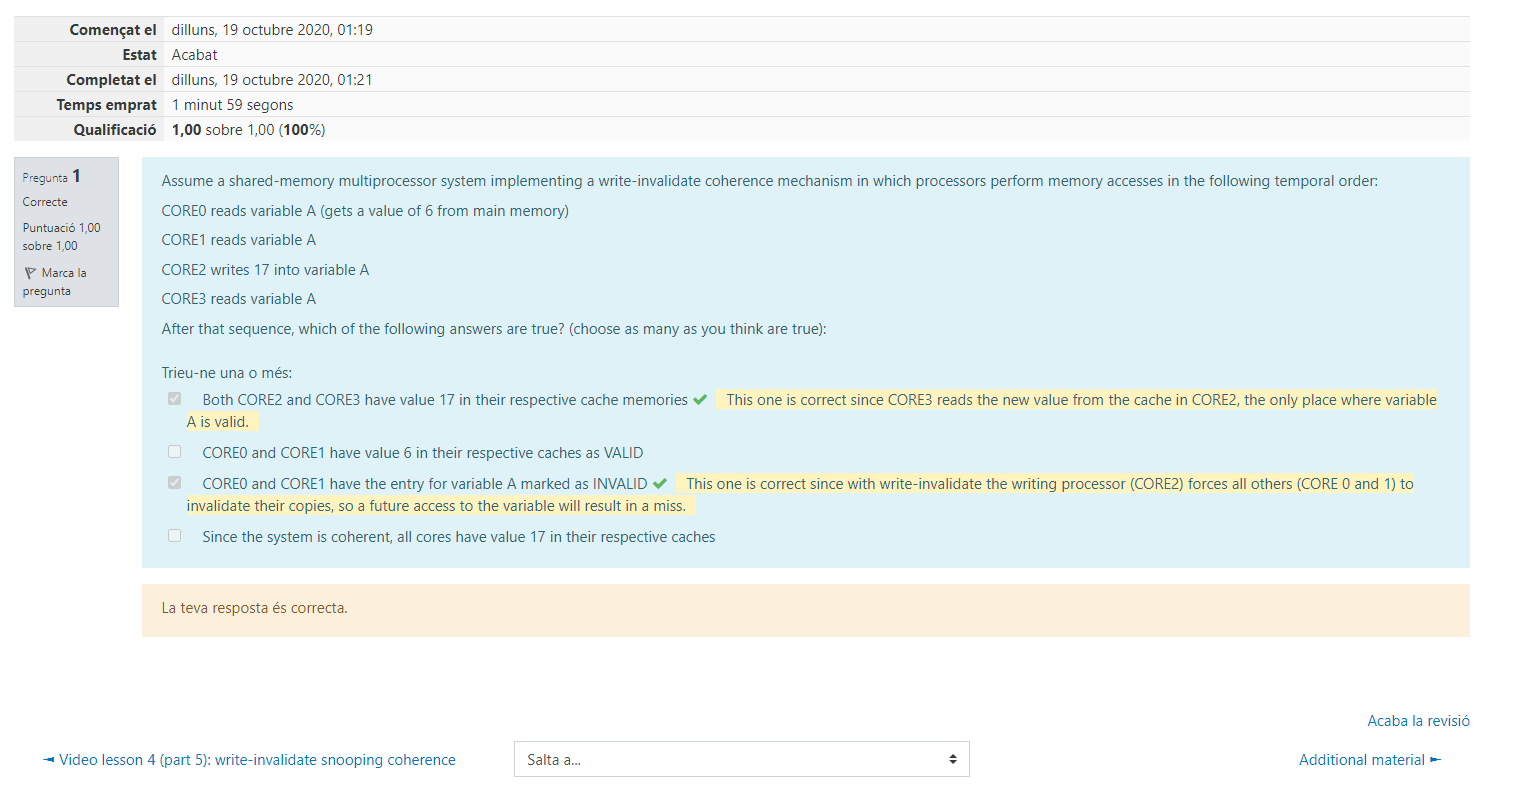 Començat el dilluns, 19 octubre 2020, 01:19
Estat Acabat
Completat el dilluns, 19 octubre 2020, 01:21
Temps emprat 1 minut 59 segons
Qualificació 1,00 sobre 1,00 (100%)
Pregunta 1
Correcte
Puntuació 1,00
sobre 1,00
Marca la
pregunta
Assume a shared-memory multiprocessor system implementing a write-invalidate coherence mechanism in which processors perform memory accesses in the following temporal order:
CORE0 reads variable A (gets a value of 6 from main memory)
CORE1 reads variable A
CORE2 writes 17 into variable A
CORE3 reads variable A
After that sequence, which of the following answers are true? (choose as many as you think are true):
Trieu-ne una o més:
Both CORE2 and CORE3 have value 17 in their respective cache memories This one is correct since CORE3 reads the new value from the cache in CORE2, the only place where variable
A is valid.
CORE0 and CORE1 have value 6 in their respective caches as VALID
CORE0 and CORE1 have the entry for variable A marked as INVALID This one is correct since with write-invalidate the writing processor (CORE2) forces all others (CORE 0 and 1) to
invalidate their copies, so a future access to the variable will result in a miss.
Since the system is coherent, all cores have value 17 in their respective caches
La teva resposta és correcta.
Acaba la revisió
◄ Video lesson 4 (part 5): write-invalidate snooping coherence
Salta a...
Additional material ►